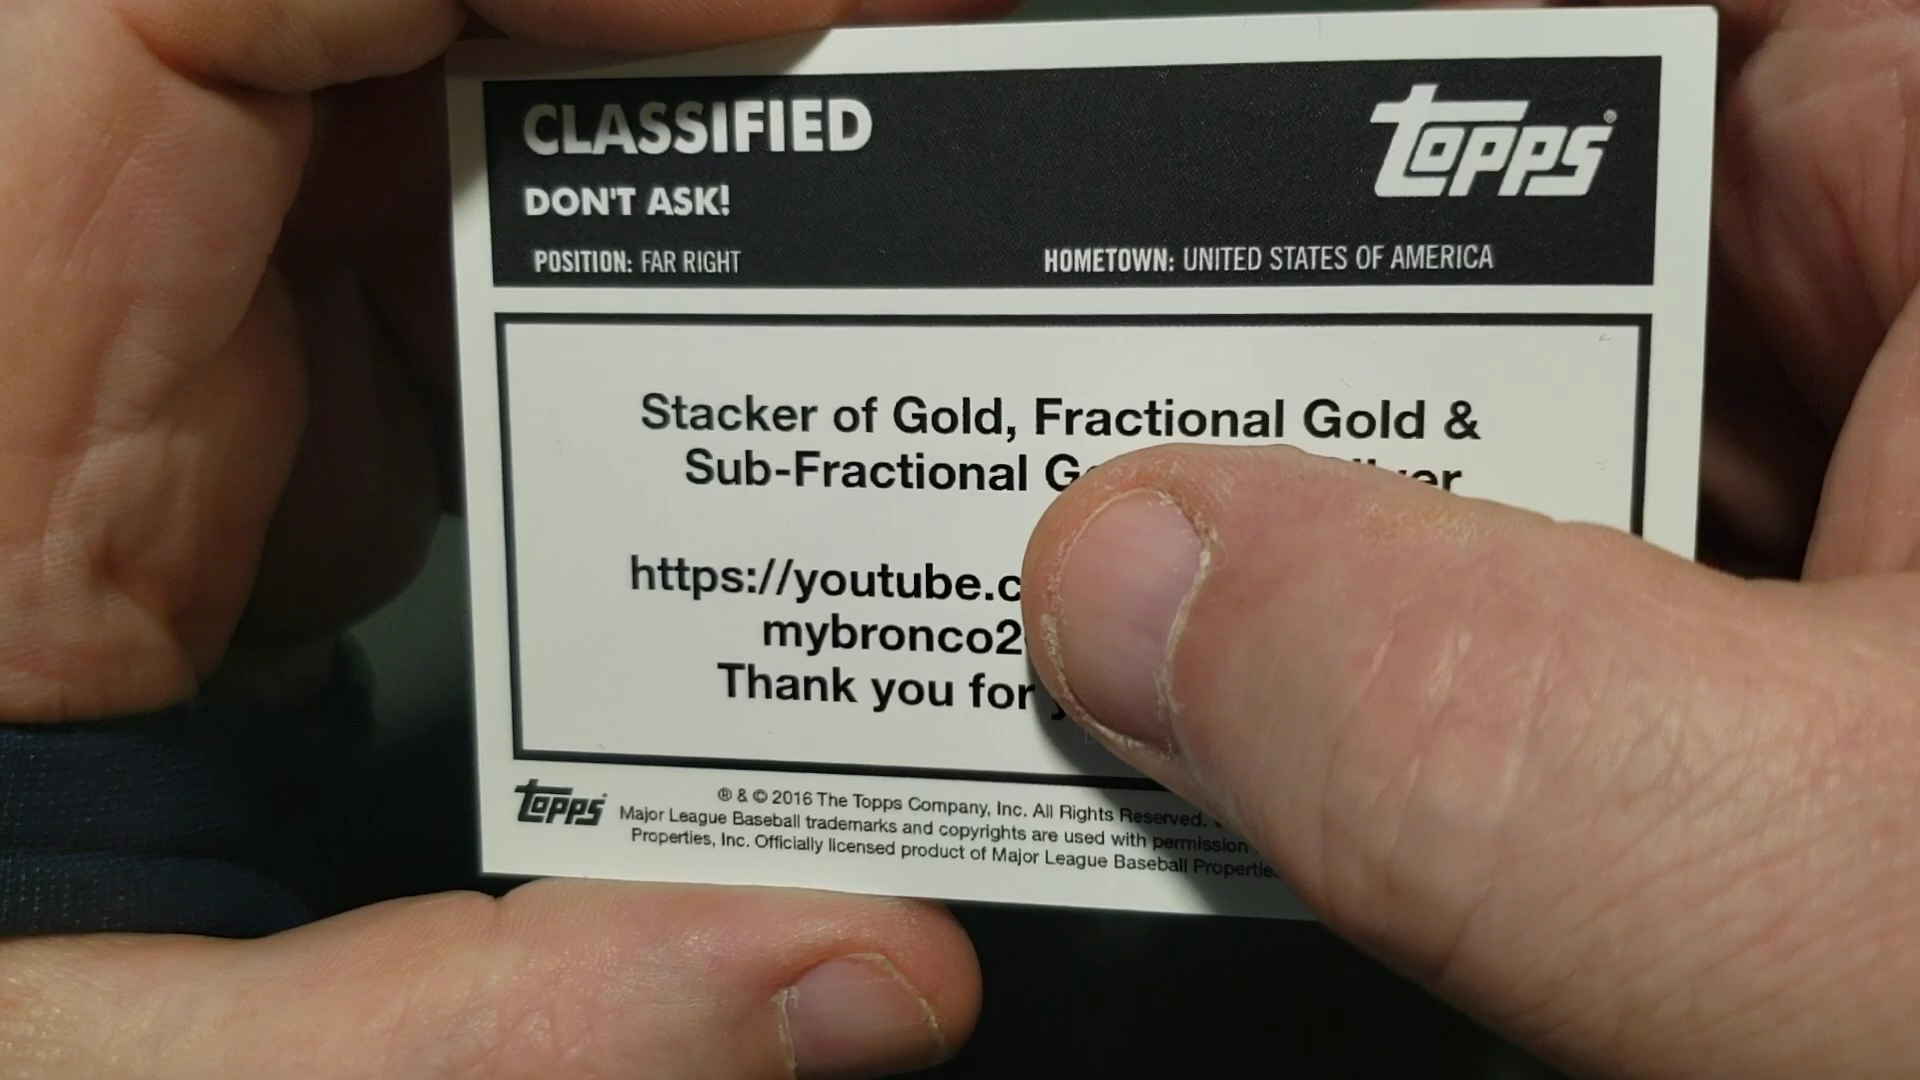 CLASSIFIED
topps®
DON'T ASK!
POSITION: FAR RIGHT
HOMETOWN: UNITED STATES OF AMERICA
Stacker of Gold, Fractional Gold &
Sub-Fractional
https://youtube.c
mybronco2
Thank you for
topps
® & © 2016 The Topps Company, Inc. All Rights Reserved.
Major League Baseball trademarks and copyrights are used with permission
Properties, Inc. Officially licensed product of Major League Baseball